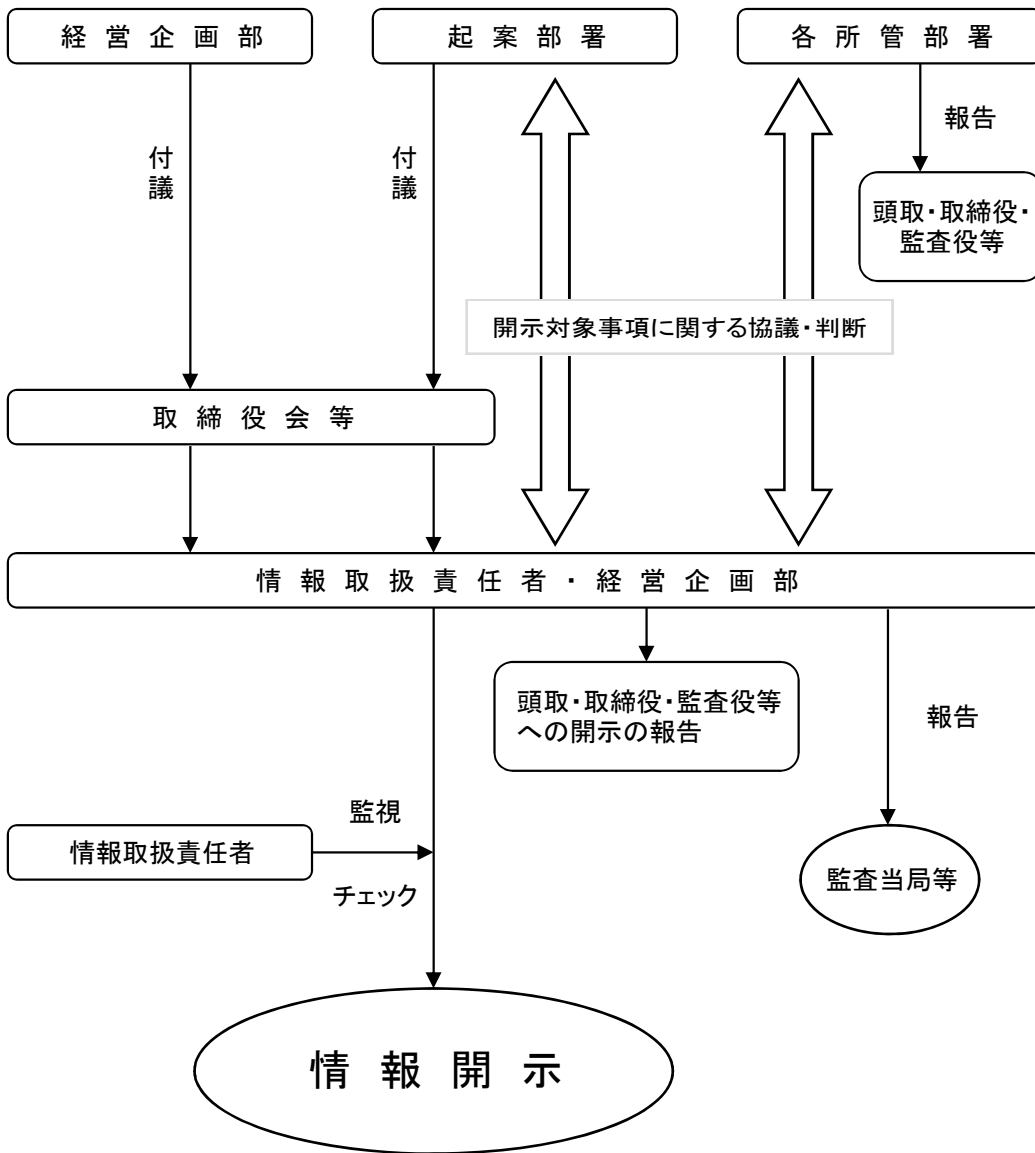 経営企画部
起案部署
各所管部署
報告
付議
付議
頭取・取締役・
監査役等
開示対象事項に関する協議・判断
取締役会等
情報取扱責任者・経営企画部
頭取・取締役・監査役等
への開示の報告
報告
監視
情報取扱責任者
チェック
監査当局等
情報開示